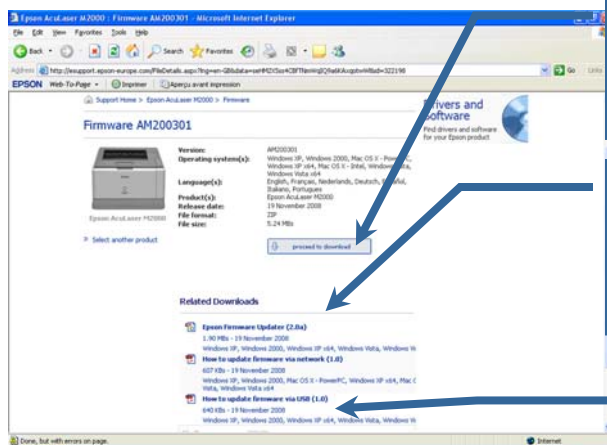 Epson AcuLaser M2000 : Firmware AM200301 - Microsoft Internet Explorer
File Edit View Favorites Tools Help
Back Search Favorites
Address Go Links
EPSON Web-To-Page Imprimer Aperçu avant impression
Support Home > Epson AcuLaser M2000 > Firmware
Drivers and
Software
Find drivers and software
for your Epson product
Firmware AM200301
Version: AM200301
Operating system(s): Windows XP, Windows 2000, Mac OS X - PowerPC,
Windows XP x64, Mac OS X - Intel, Windows
Windows Vista x64
Language(s): English, Français, Nederlands, Deutsch,
Italiano, Portugues
Product(s): Epson AcuLaser M2000
Release date: 19 November 2008
File format: ZIP
File size: 5.24 MBs
Epson AcuLaser M2000
Select another product
proceed to download
Related Downloads
Epson Firmware Updater (2.0a)
1.90 MBs - 19 November 2008
Windows XP, Windows 2000, Windows XP x64, Windows Vista, Windows
How to update firmware via network (1.0)
607 KBs - 19 November 2008
Windows XP, Windows 2000, Mac OS X - PowerPC, Windows XP x64, Mac
Vista, Windows Vista x64
How to update firmware via USB (1.0)
640 KBs - 19 November 2008
Windows XP, Windows 2000, Windows XP x64, Windows Vista, Windows
Done, but with errors on page. Internet